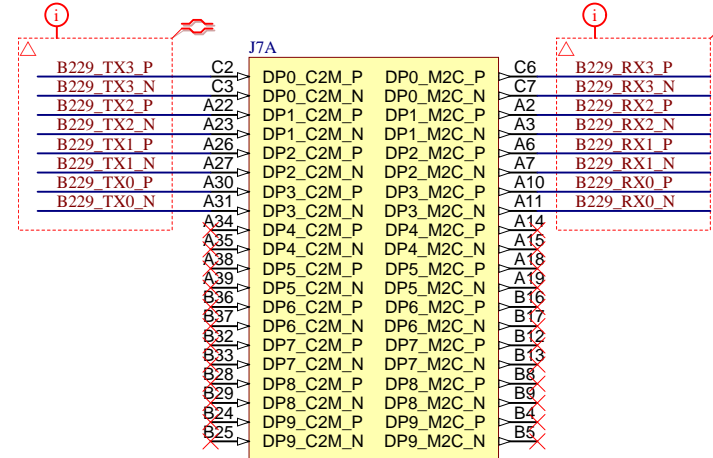 i i
J7A
B229_TX3_P C2 DP0_C2M_P DP0_M2C_P C6 B229_RX3_P
B229_TX3_N C3 DP0_C2M_N DP0_M2C_N C7 B229_RX3_N
B229_TX2_P A22 DP1_C2M_P DP1_M2C_P A2 B229_RX2_P
B229_TX2_N A23 DP1_C2M_N DP1_M2C_N A3 B229_RX2_N
B229_TX1_P A26 DP2_C2M_P DP2_M2C_P A6 B229_RX1_P
B229_TX1_N A27 DP2_C2M_N DP2_M2C_N A7 B229_RX1_N
B229_TX0_P A30 DP3_C2M_P DP3_M2C_P A10 B229_RX0_P
B229_TX0_N A31 DP3_C2M_N DP3_M2C_N A11 B229_RX0_N
A34 DP4_C2M_P DP4_M2C_P A14
A35 DP4_C2M_N DP4_M2C_N A15
A38 DP5_C2M_P DP5_M2C_P A18
A39 DP5_C2M_N DP5_M2C_N A19
B36 DP6_C2M_P DP6_M2C_P B16
B37 DP6_C2M_N DP6_M2C_N B17
B32 DP7_C2M_P DP7_M2C_P B12
B33 DP7_C2M_N DP7_M2C_N B13
B28 DP8_C2M_P DP8_M2C_P B8
B29 DP8_C2M_N DP8_M2C_N B9
B24 DP9_C2M_P DP9_M2C_P B4
B25 DP9_C2M_N DP9_M2C_N B5